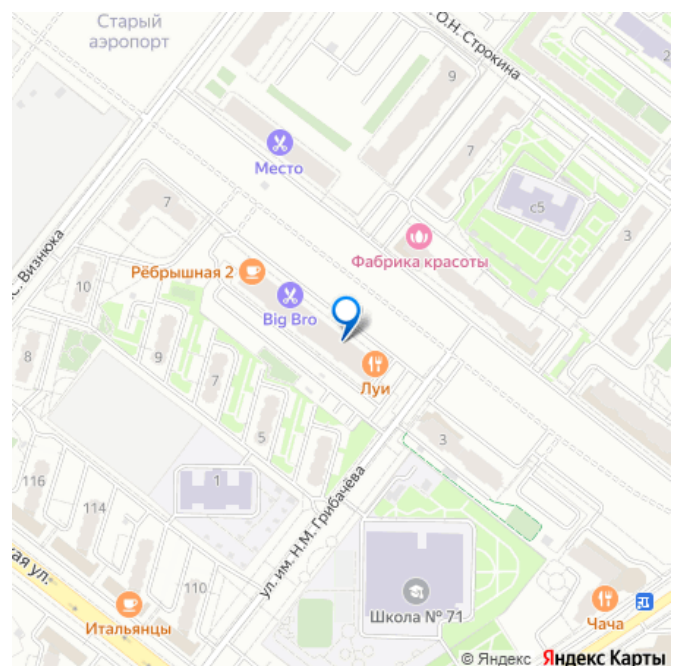 Старый
аэропорт
О.Н. Строкина
9
2
Место
7
с5
7
3
Фабрика красоты
С. Визнюка
Рёбрышная 2
10
Big Bro
8
9
Луи
7
5
3
116
1
114
ул. им. Н.М. Грибачёва
кая ул.
110
Школа № 71
Итальянцы
Чача
© Яндекс Яндекс Карты